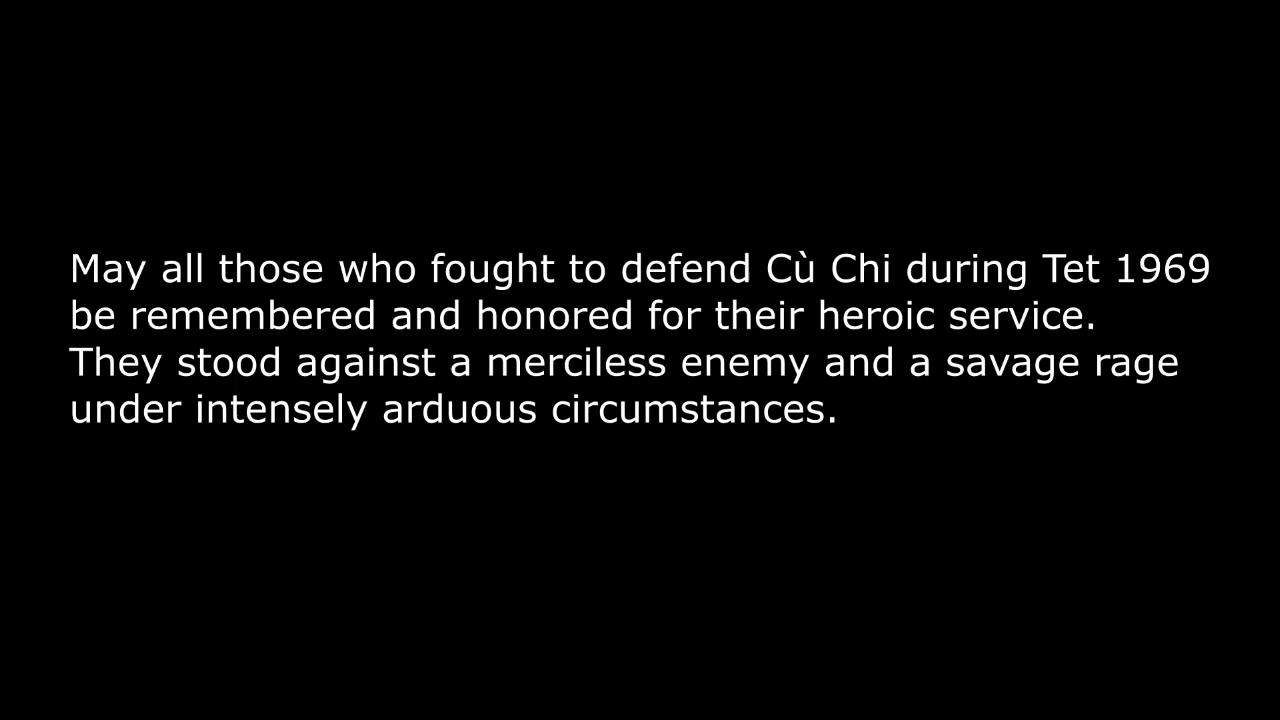 May all those who fought to defend Cù Chi during Tet 1969
be remembered and honored for their heroic service.
They stood against a merciless enemy and a savage rage
under intensely arduous circumstances.